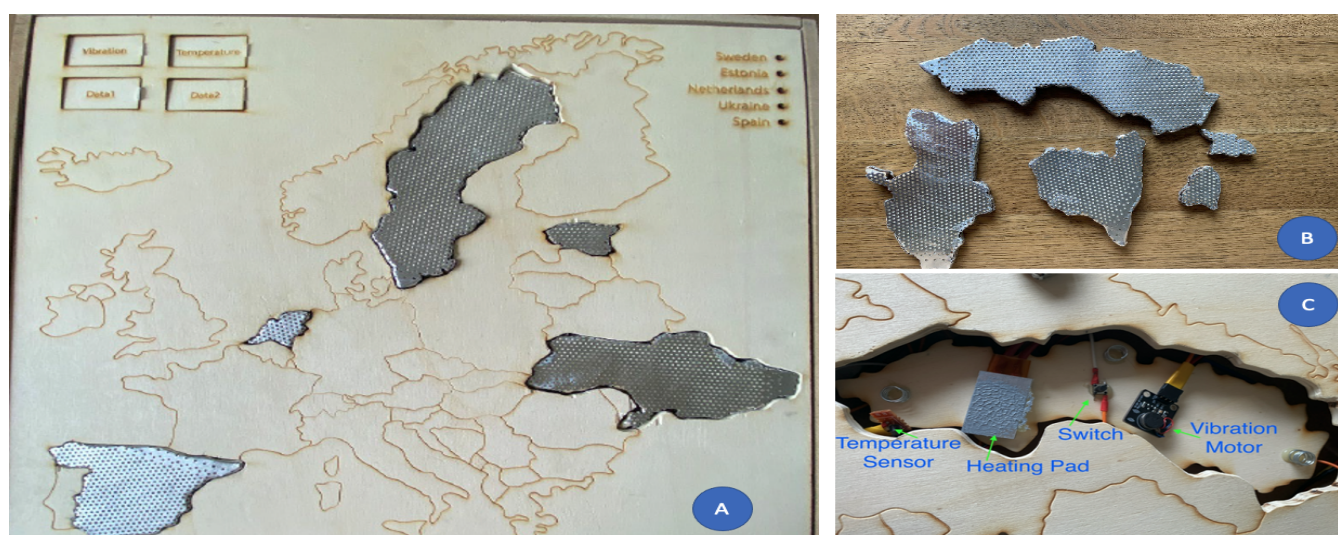 Vibration
Temperature
Data1
Data2
Sweden
Estonia
Netherlands
Ukraine
Spain
A
B
C
Temperature
Sensor
Heating Pad
Switch
Vibration
Motor